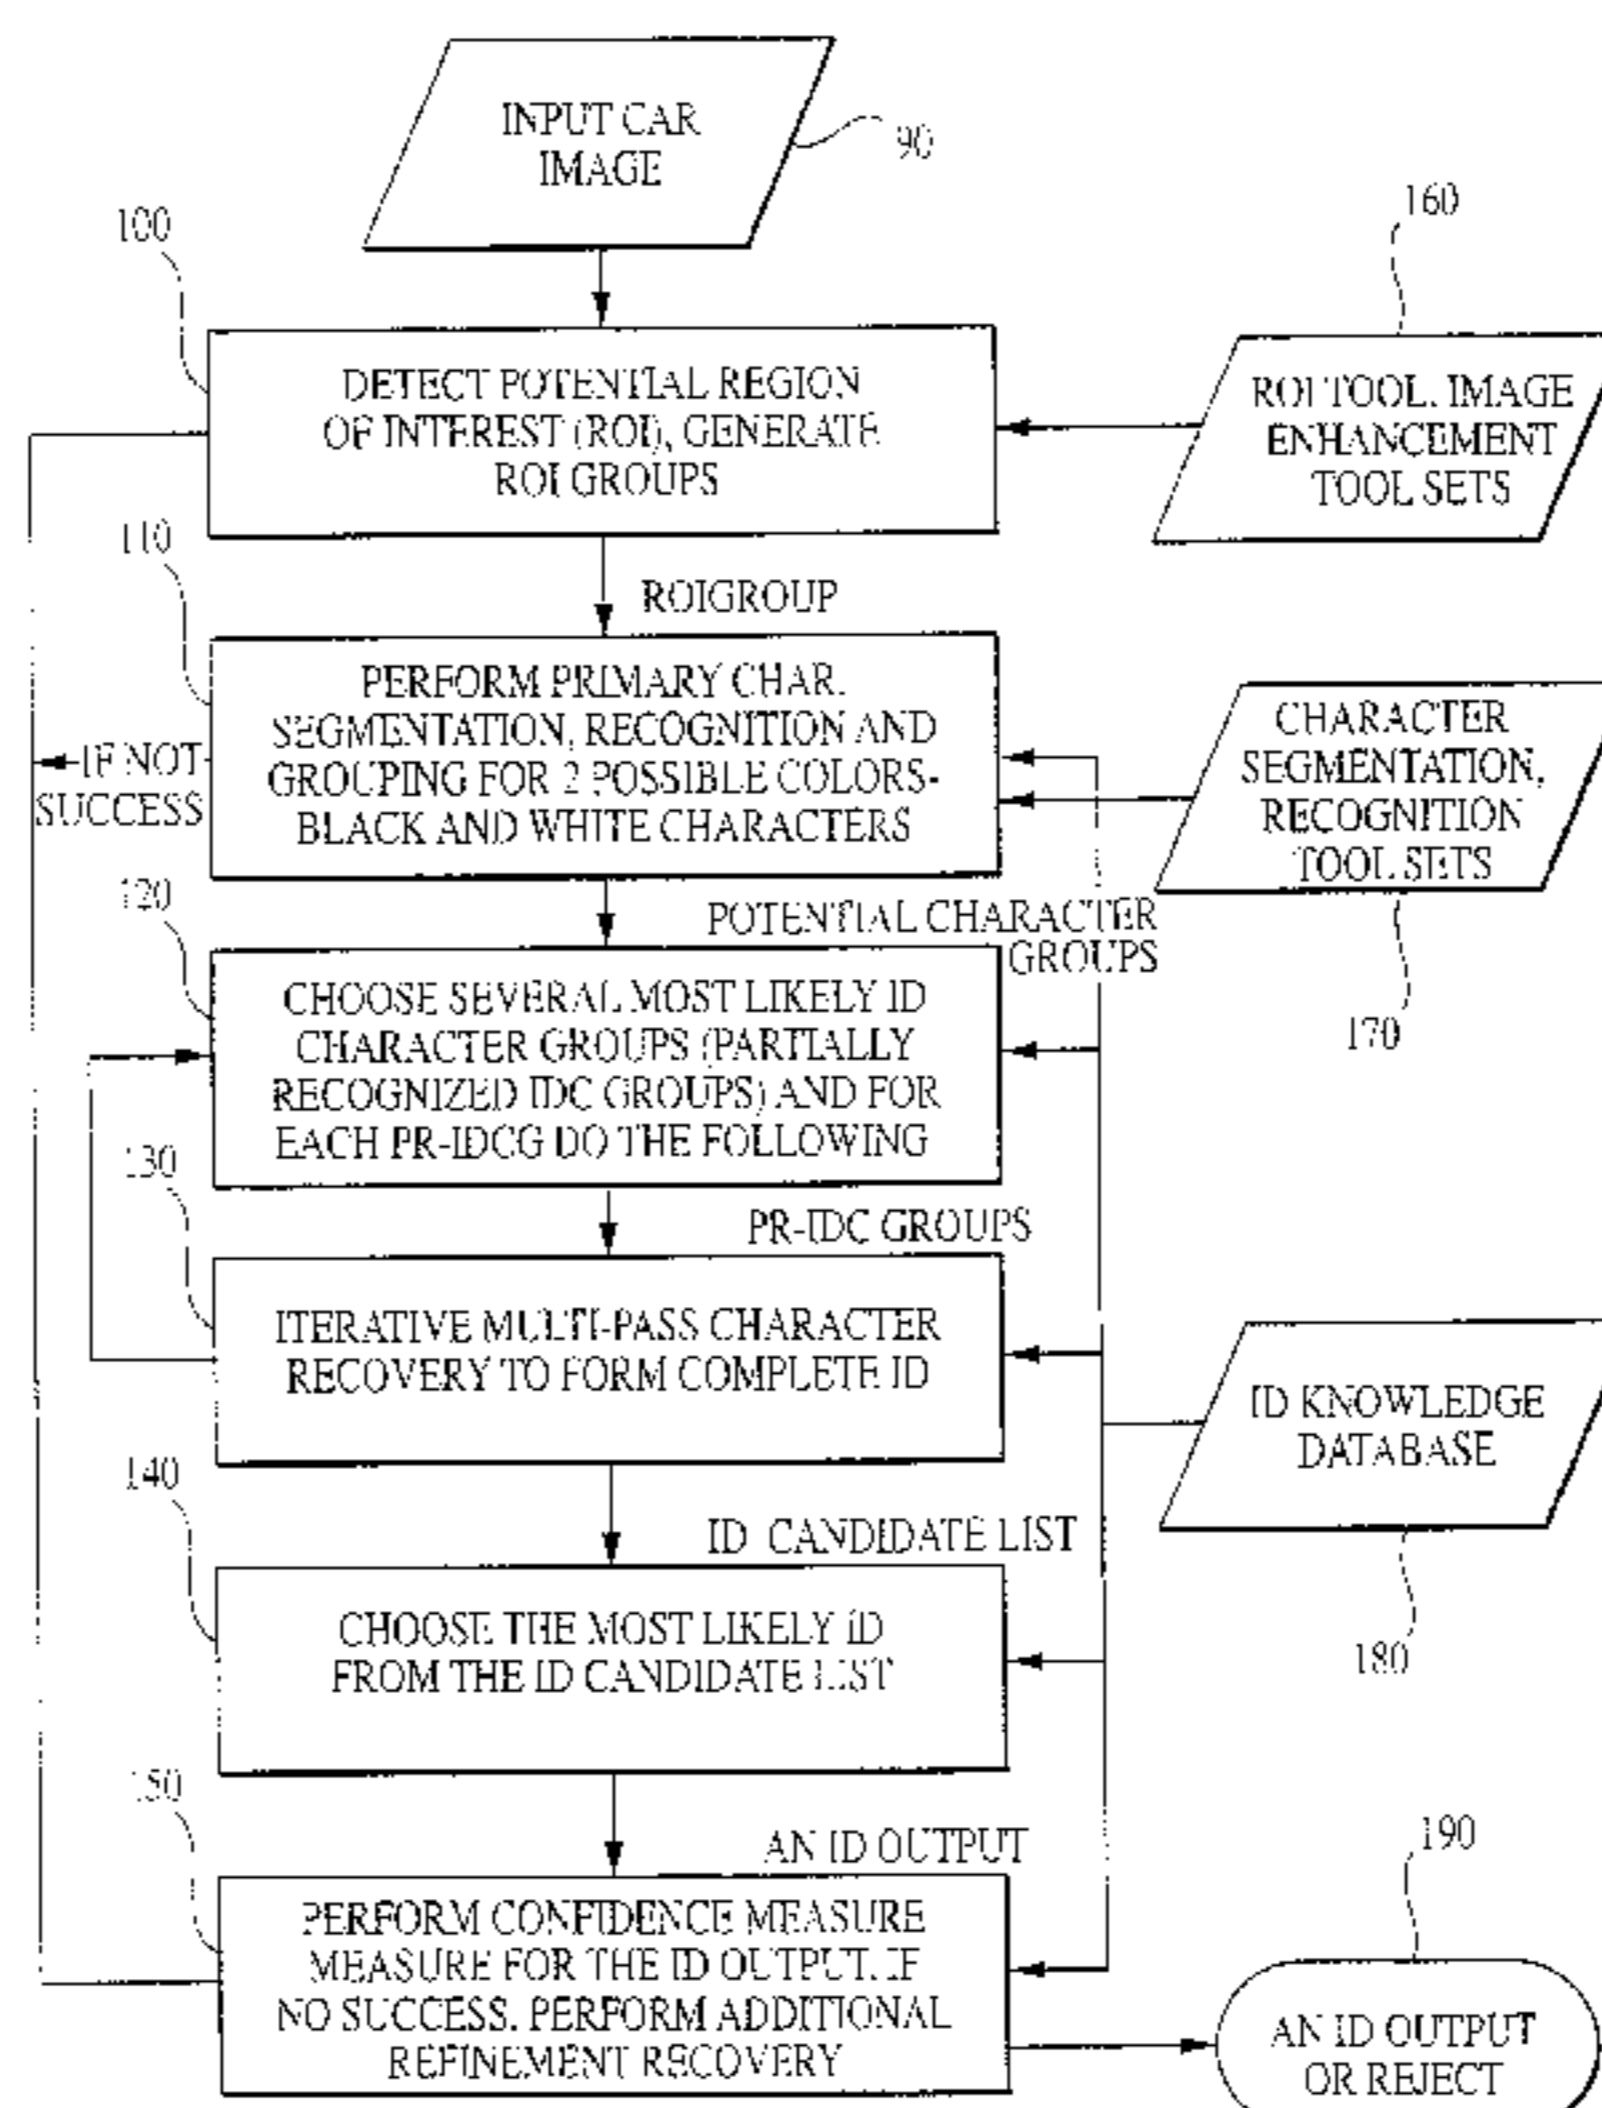 INPUT CAR
IMAGE
90
100
160
DETECT POTENTIAL REGION
OF INTEREST (ROI), GENERATE
ROI GROUPS
ROI TOOL, IMAGE
ENHANCEMENT
TOOL SETS
110
ROIGROUP
PERFORM PRIMARY CHAR.
SEGMENTATION, RECOGNITION AND
GROUPING FOR 2 POSSIBLE COLORS-
BLACK AND WHITE CHARACTERS
IF NOT
SUCCESS
CHARACTER
SEGMENTATION,
RECOGNITION
TOOL SETS
120
POTENTIAL CHARACTER
GROUPS
170
CHOOSE SEVERAL MOST LIKELY ID
CHARACTER GROUPS (PARTIALLY
RECOGNIZED IDC GROUPS) AND FOR
EACH PR-IDCG DO THE FOLLOWING
130
PR-IDC GROUPS
ITERATIVE MULTI-PASS CHARACTER
RECOVERY TO FORM COMPLETE ID
ID KNOWLEDGE
DATABASE
140
ID CANDIDATE LIST
180
CHOOSE THE MOST LIKELY ID
FROM THE ID CANDIDATE LIST
150
AN ID OUTPUT
190
PERFORM CONFIDENCE MEASURE
MEASURE FOR THE ID OUTPUT. IF
NO SUCCESS, PERFORM ADDITIONAL
REFINEMENT RECOVERY
AN ID OUTPUT
OR REJECT